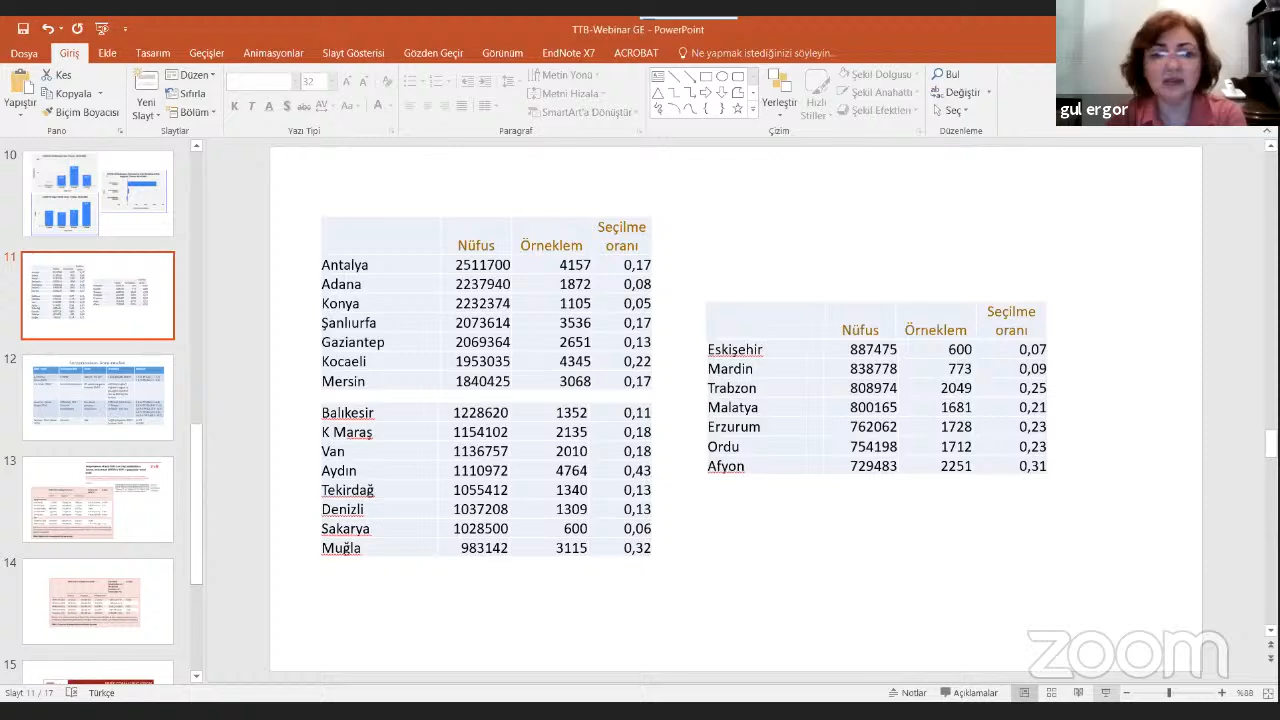 TTB-Webinar GE - PowerPoint
Dosya Giriş Ekle Tasarım Geçişler Animasyonlar Slayt Gösterisi Gözden Geçir Görünüm EndNote X7 ACROBAT Ne yapmak istediğinizi söyleyin...
gul ergor
Yapıştır
Kes
Kopyala
Biçim Boyacısı
Pano
Yeni
Slayt
Düzen
Sıfırla
Bölüm
Slaytlar
32
Yazı Tipi
Metin Yönü
Metin Hizala
SmartArt'a Dönüştür
Paragraf
Yerleştir
Hızlı
Stiller
Şekil Dolgusu
Şekil Anahattı
Şekil Efektleri
Çizim
Bul
Değiştir
Seç
Düzenleme
10
11
12
13
14
15
Seçilme
Nüfus Örneklem oranı
Antalya 2511700 4157 0,17
Adana 2237940 1872 0,08
Konya 2232374 1105 0,05
Şanlıurfa 2073614 3536 0,17
Gaziantep 2069364 2651 0,13
Kocaeli 1953035 4345 0,22
Mersin 1840425 3068 0,17
Balıkesir 1228620 1352 0,11
K Maraş 1154102 2135 0,18
Van 1136757 2010 0,18
Aydın 1110972 4764 0,43
Tekirdağ 1055412 1340 0,13
Denizli 1037208 1309 0,13
Sakarya 1028500 600 0,06
Muğla 983142 3115 0,32
Seçilme
Nüfus Örneklem oranı
Eskişehir 887475 600 0,07
Mardin 838778 773 0,09
Trabzon 808974 2049 0,25
Malatya 800165 1681 0,21
Erzurum 762062 1728 0,23
Ordu 754198 1712 0,23
Afyon 729483 2251 0,31
zoom
Slayt 11 / 17 Türkçe Notlar Açıklamalar %88